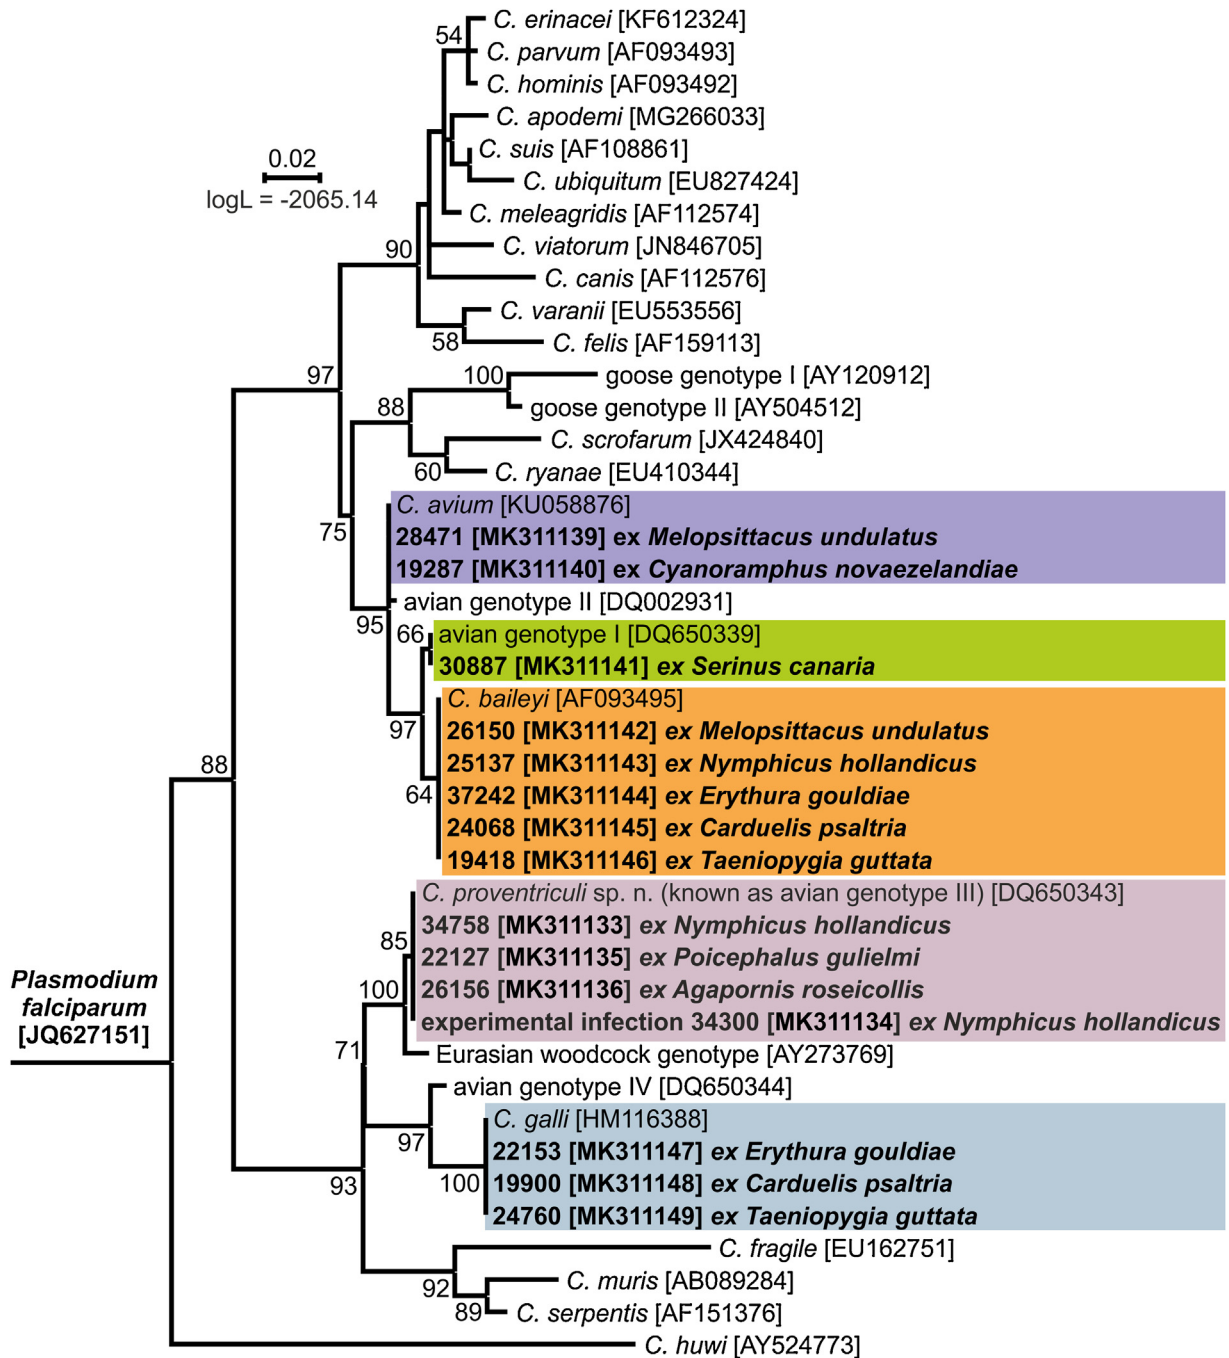 C. erinacei [KF612324]
54
C. parvum [AF093493]
C. hominis [AF093492]
C. apodemi [MG266033]
0.02
C. suis [AF108861]
C. ubiquitum [EU827424]
logL = -2065.14
C. meleagridis [AF112574]
90
C. viatorum [JN846705]
C. canis [AF112576]
C. varanii [EU553556]
58
C. felis [AF159113]
97
100
goose genotype I [AY120912]
88
goose genotype II [AY504512]
C. scrofarum [JX424840]
60
C. ryanae [EU410344]
C. avium [KU058876]
75
28471 [MK311139] ex Melopsittacus undulatus
19287 [MK311140] ex Cyanoramphus novaezelandiae
avian genotype II [DQ002931]
95
66
avian genotype I [DQ650339]
30887 [MK311141] ex Serinus canaria
C. baileyi [AF093495]
97
26150 [MK311142] ex Melopsittacus undulatus
88
25137 [MK311143] ex Nymphicus hollandicus
64
37242 [MK311144] ex Erythura gouldiae
24068 [MK311145] ex Carduelis psaltria
19418 [MK311146] ex Taeniopygia guttata
C. proventriculi sp. n. (known as avian genotype III) [DQ650343]
34758 [MK311133] ex Nymphicus hollandicus
85
22127 [MK311135] ex Poicephalus gulielmi
100
26156 [MK311136] ex Agapornis roseicollis
Plasmodium
falciparum
[JQ627151]
experimental infection 34300 [MK311134] ex Nymphicus hollandicus
71
Eurasian woodcock genotype [AY273769]
avian genotype IV [DQ650344]
C. galli [HM116388]
97
22153 [MK311147] ex Erythura gouldiae
93
100
19900 [MK311148] ex Carduelis psaltria
24760 [MK311149] ex Taeniopygia guttata
C. fragile [EU162751]
92
C. muris [AB089284]
89
C. serpentis [AF151376]
C. huwi [AY524773]